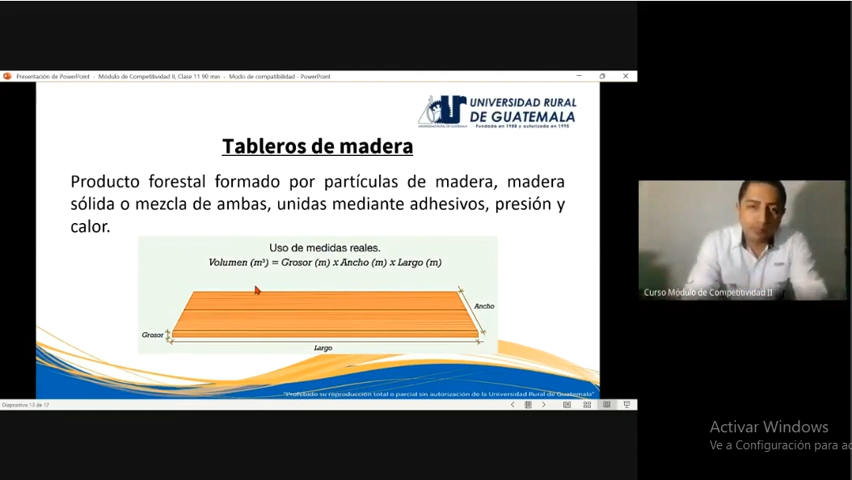 Presentación de PowerPoint - Módulo de Competitividad II, Clase 11 90 min - Modo de compatibilidad - PowerPoint
UNIVERSIDAD RURAL
DE GUATEMALA
Fundada en 1988 y autorizada en 1995
Tableros de madera
Producto forestal formado por partículas de madera, madera
sólida o mezcla de ambas, unidas mediante adhesivos, presión y
calor.
Uso de medidas reales.
Volumen (m³) = Grosor (m) x Ancho (m) x Largo (m)
Ancho
Grosor
Largo
"Prohibido su reproducción total o parcial sin autorización de la Universidad Rural de Guatemala"
Diapositiva 13 de 17
Curso Módulo de Competitividad II
Activar Windows
Ve a Configuración para ac